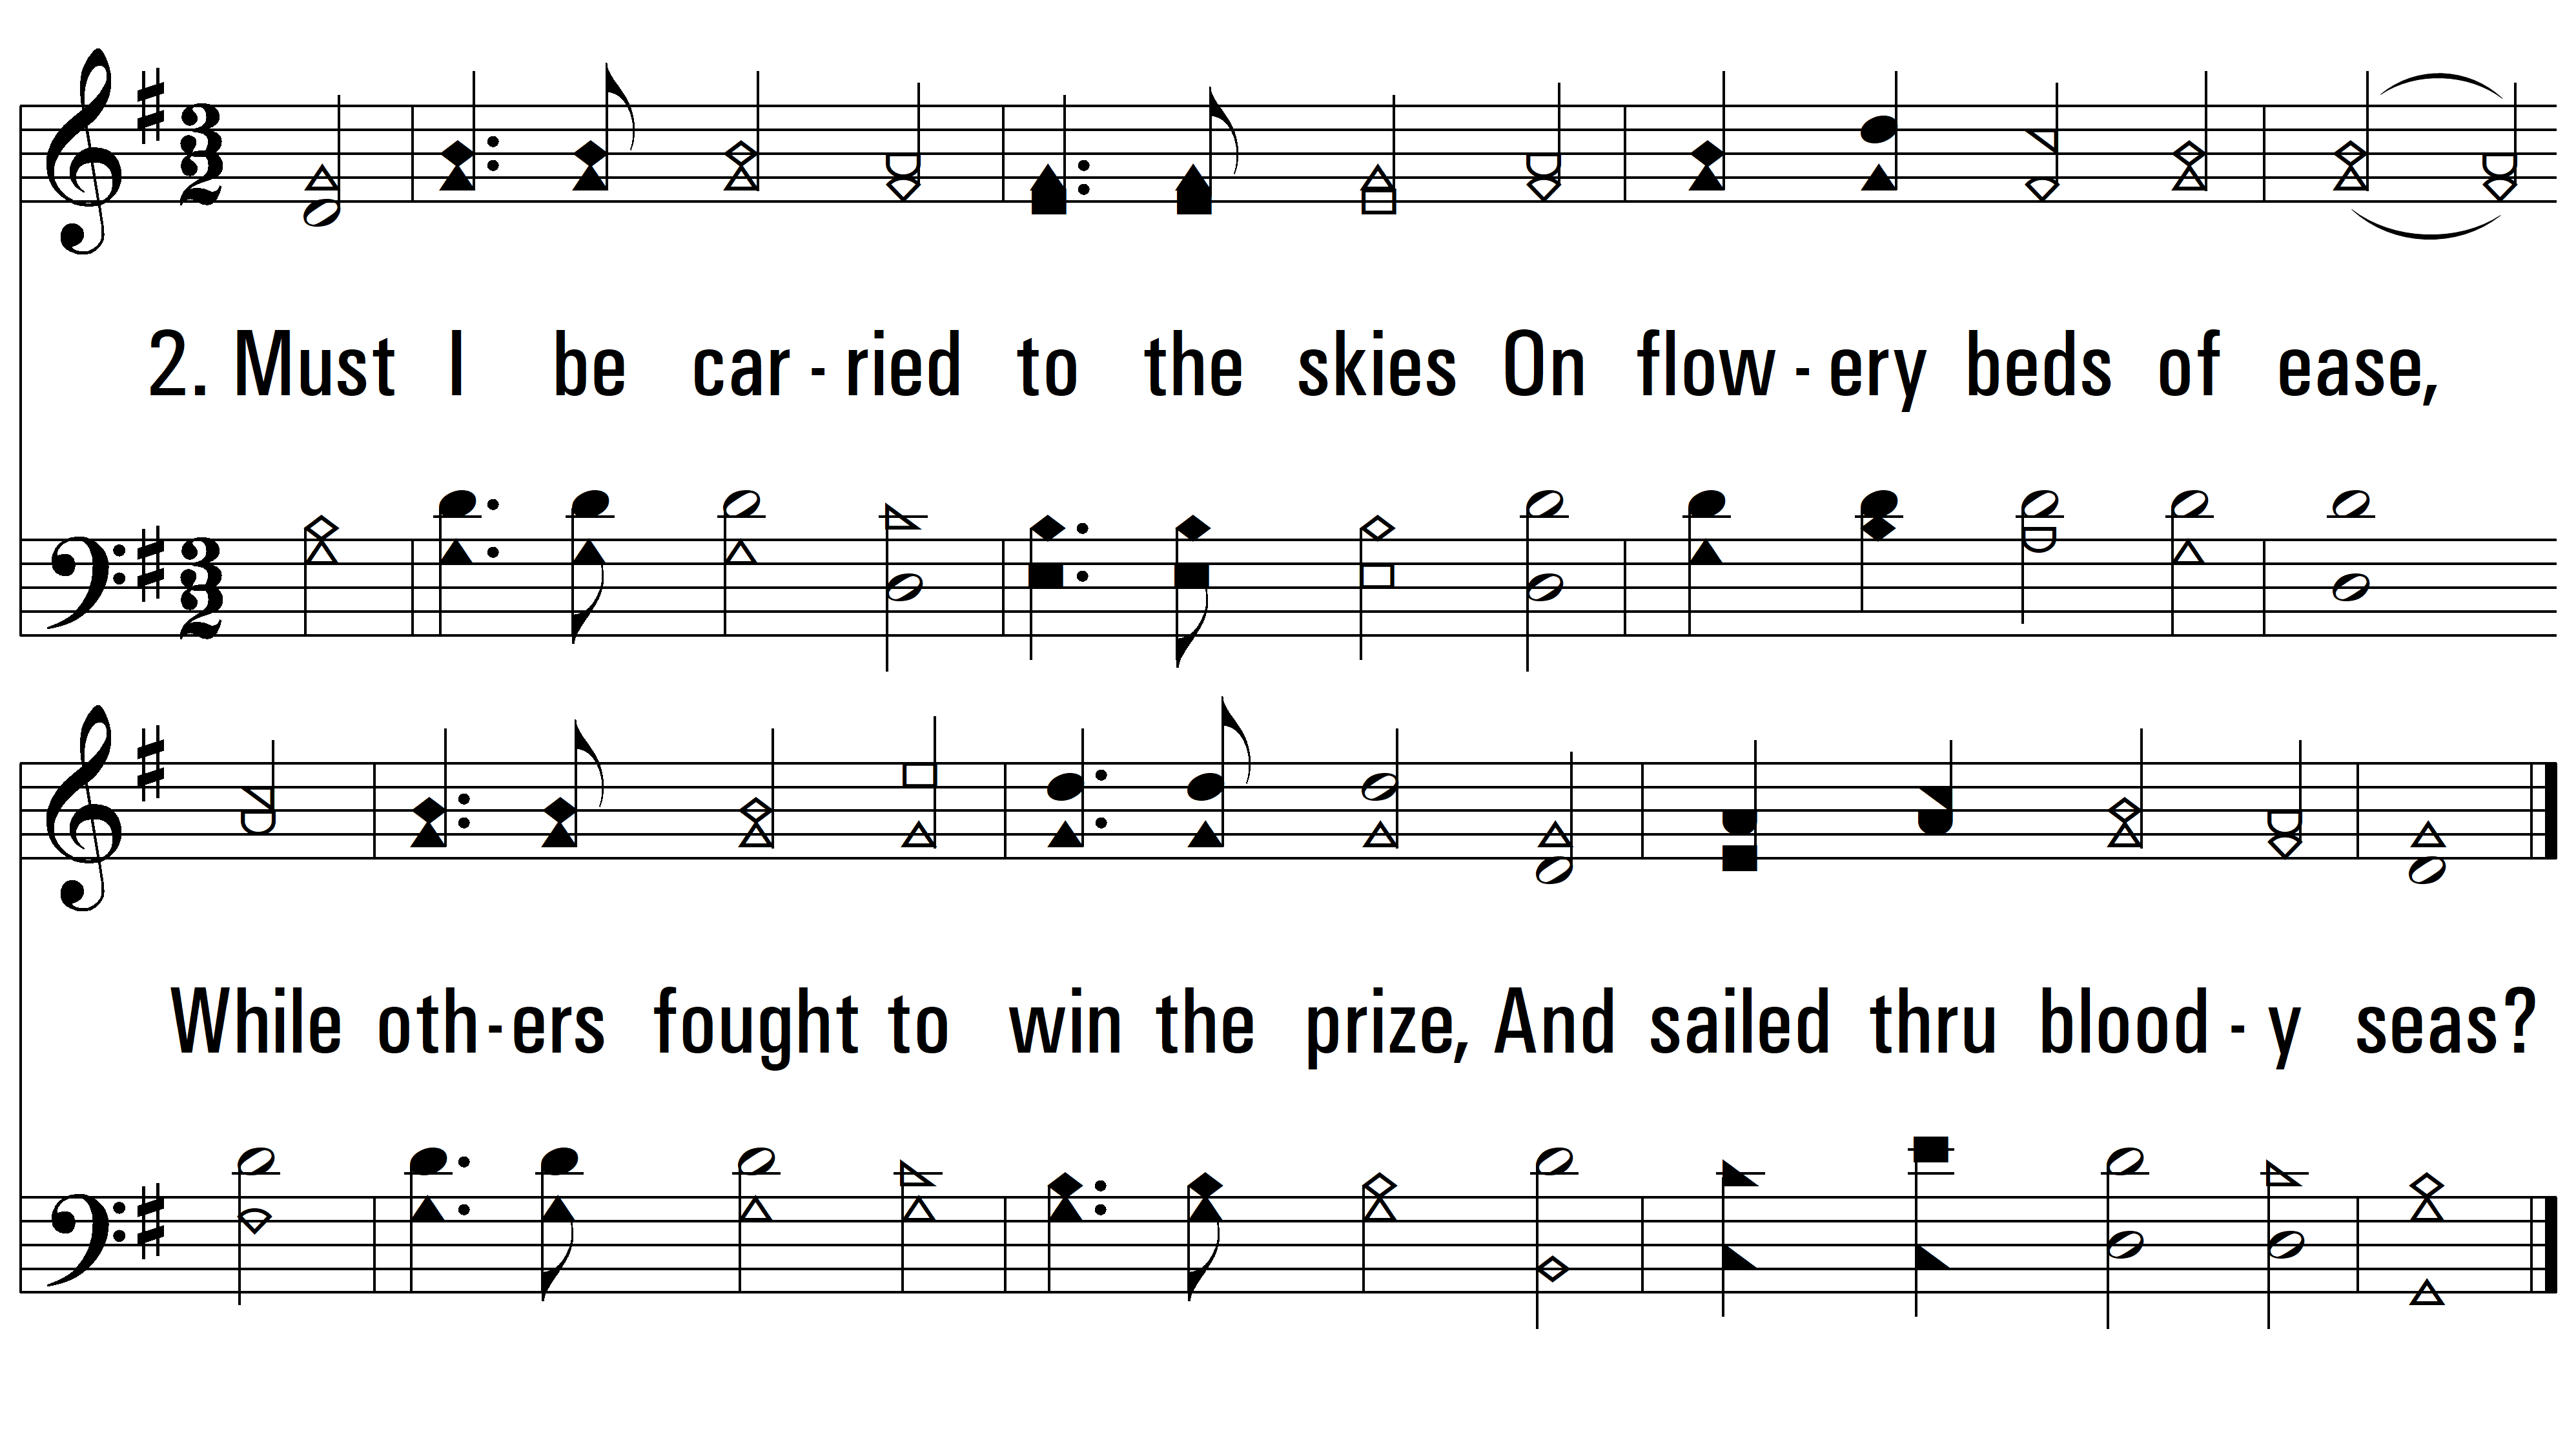 2. Must I be car - ried to the skies On flow - ery beds of ease,
While oth - ers fought to win the prize, And sailed thru blood - y seas?